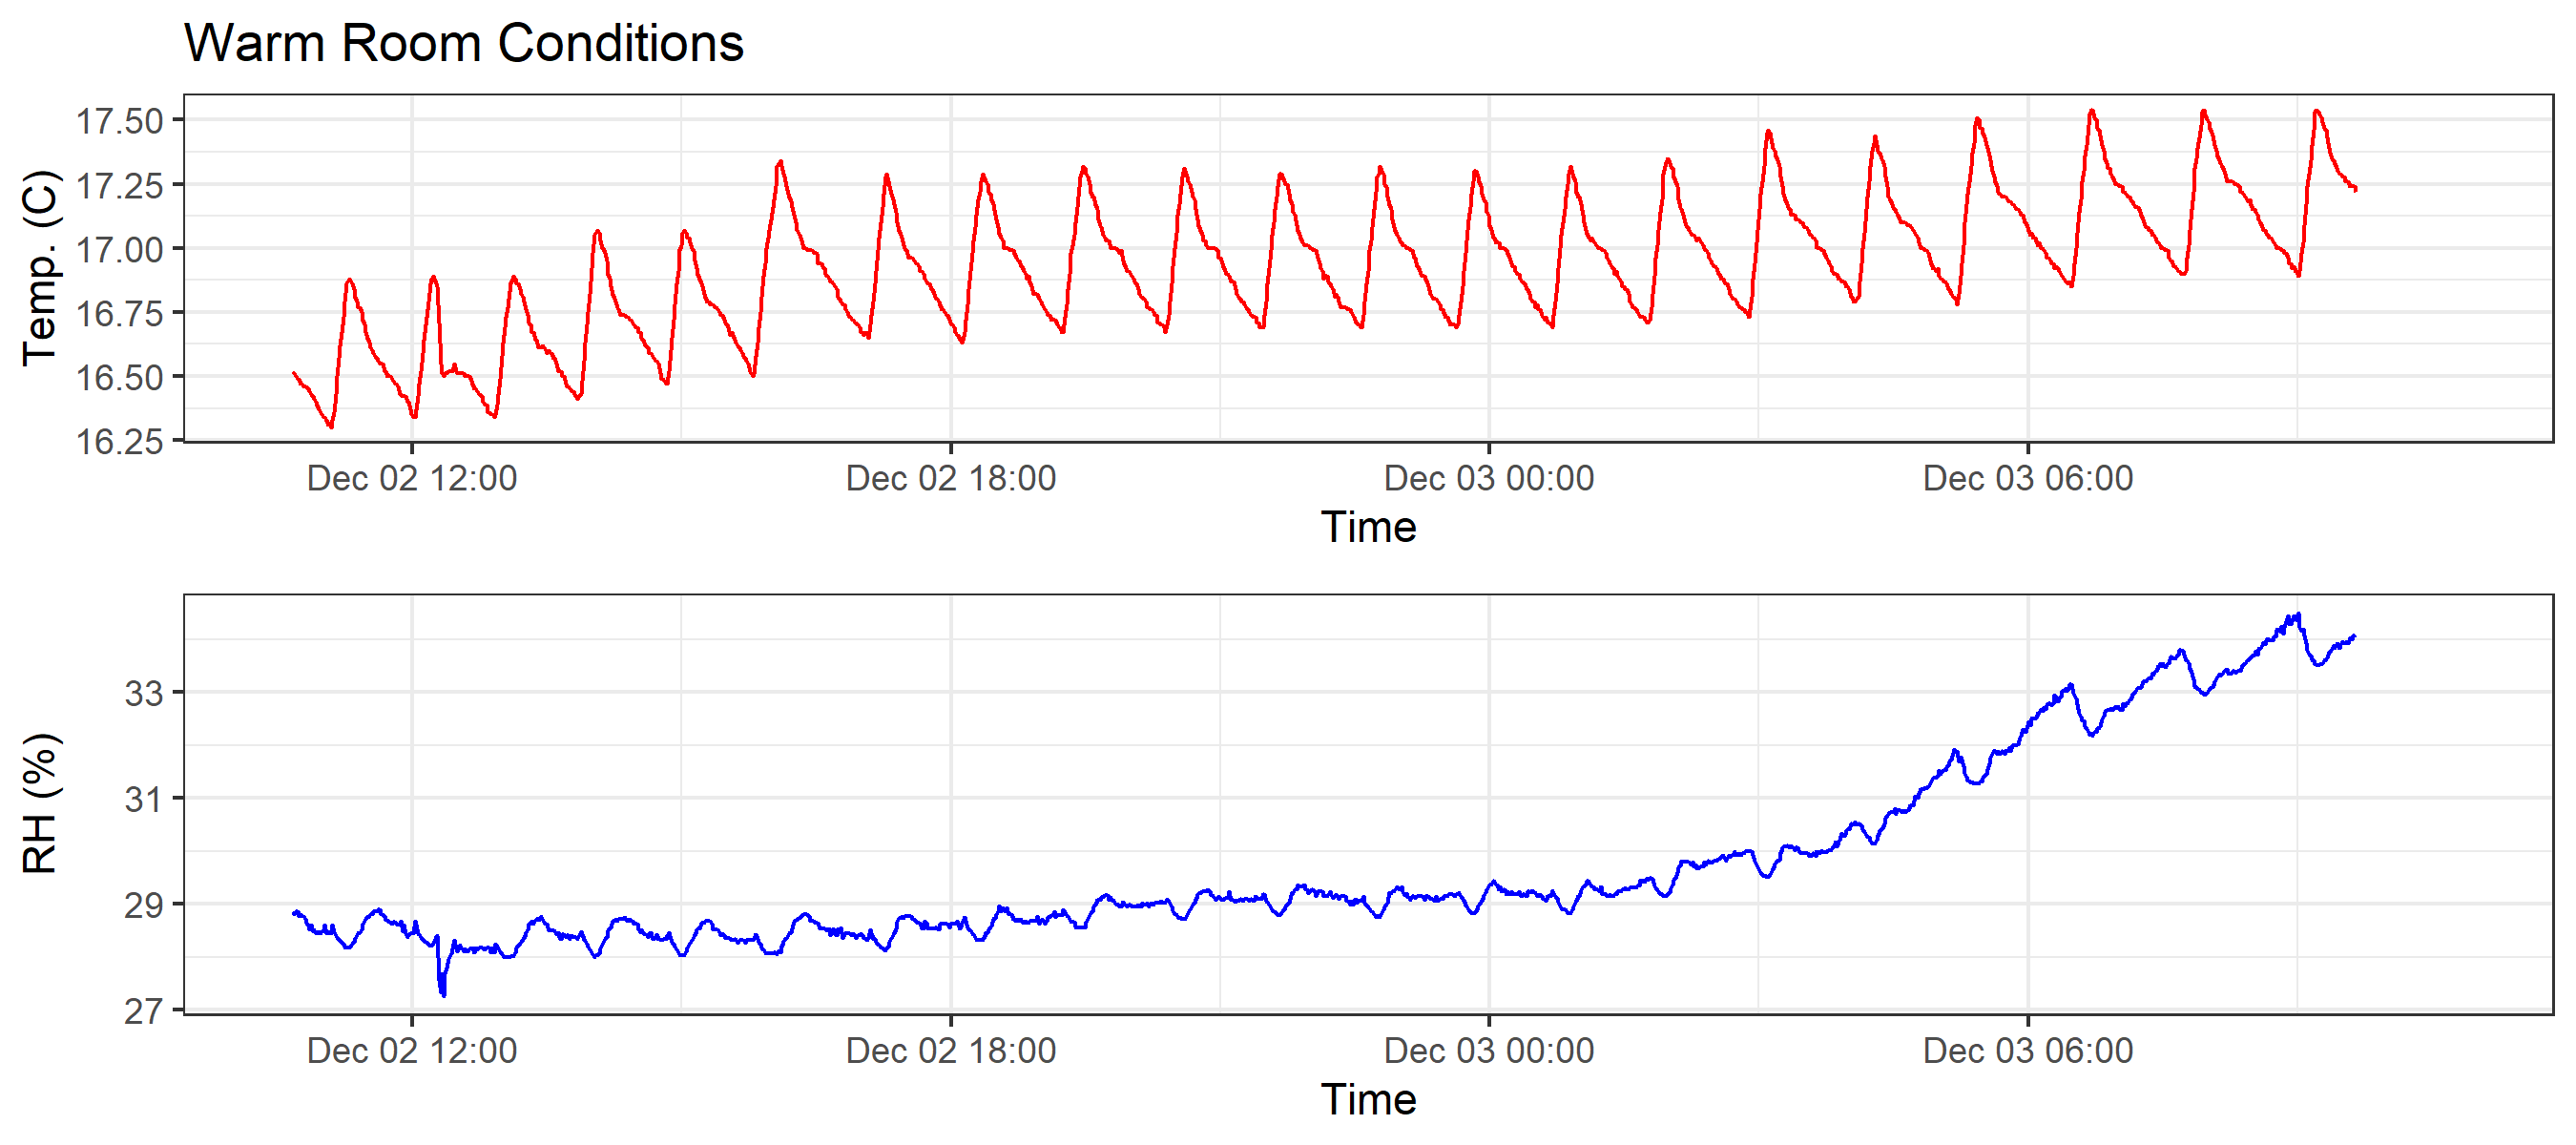 Warm Room Conditions
Temp. (C)
17.50
17.25
17.00
16.75
16.50
16.25
Dec 02 12:00 Dec 02 18:00 Dec 03 00:00 Dec 03 06:00
Time
RH (%)
33
31
29
27
Dec 02 12:00 Dec 02 18:00 Dec 03 00:00 Dec 03 06:00
Time